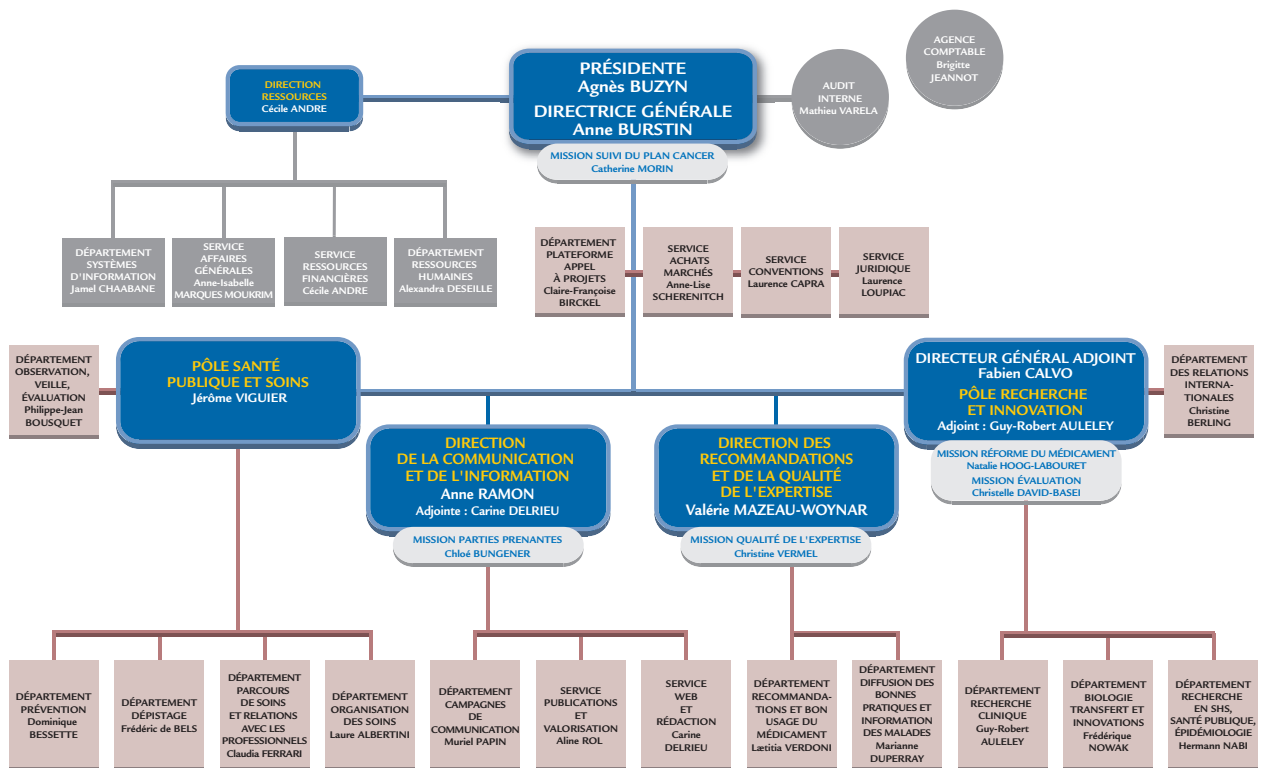 AGENCE
COMPTABLE
Brigitte
JEANNOT
PRÉSIDENTE
Agnès BUZYN
DIRECTRICE GÉNÉRALE
Anne BURSTIN
DIRECTION
RESSOURCES
Cécile ANDRE
AUDIT
INTERNE
Mathieu VARELA
MISSION SUIVI DU PLAN CANCER
Catherine MORIN
DÉPARTEMENT
SYSTÈMES
D'INFORMATION
Jamel CHAABANE
SERVICE
AFFAIRES
GÉNÉRALES
Anne-Isabelle
MARQUES MOUKRIM
SERVICE
RESSOURCES
FINANCIÈRES
Cécile ANDRE
DÉPARTEMENT
RESSOURCES
HUMAINES
Alexandra DESEILLE
DÉPARTEMENT
PLATEFORME
APPEL
À PROJETS
Claire-Françoise
BIRCKEL
SERVICE
ACHATS
MARCHÉS
Anne-Lise
SCHERENITCH
SERVICE
CONVENTIONS
Laurence CAPRA
SERVICE
JURIDIQUE
Laurence
LOUPIAC
DÉPARTEMENT
OBSERVATION,
VEILLE,
ÉVALUATION
Philippe-Jean
BOUSQUET
PÔLE SANTÉ
PUBLIQUE ET SOINS
Jérôme VIGUIER
DIRECTEUR GÉNÉRAL ADJOINT
Fabien CALVO
PÔLE RECHERCHE
ET INNOVATION
Adjoint : Guy-Robert AULELEY
DÉPARTEMENT
DES RELATIONS
INTERNA-
TIONALES
Christine
BERLING
DIRECTION
DE LA COMMUNICATION
ET DE L'INFORMATION
Anne RAMON
Adjointe : Carine DELRIEU
DIRECTION DES
RECOMMANDATIONS
ET DE LA QUALITÉ
DE L'EXPERTISE
Valérie MAZEAU-WOYNAR
MISSION RÉFORME DU MÉDICAMENT
Natalie HOOG-LABOURET
MISSION ÉVALUATION
Christelle DAVID-BASEI
MISSION PARTIES PRENANTES
Chloé BUNGENER
MISSION QUALITÉ DE L'EXPERTISE
Christine VERMEL
DÉPARTEMENT
PRÉVENTION
Dominique
BESSETTE
DÉPARTEMENT
DÉPISTAGE
Frédéric de BELS
DÉPARTEMENT
PARCOURS
DE SOINS
ET RELATIONS
AVEC LES
PROFESSIONNELS
Claudia FERRARI
DÉPARTEMENT
ORGANISATION
DES SOINS
Laure ALBERTINI
DÉPARTEMENT
CAMPAGNES
DE
COMMUNICATION
Muriel PAPIN
SERVICE
PUBLICATIONS
ET
VALORISATION
Aline ROL
SERVICE
WEB
ET
RÉDACTION
Carine
DELRIEU
DÉPARTEMENT
RECOMMANDA-
TIONS ET BON
USAGE DU
MÉDICAMENT
Lætitia VERDONI
DÉPARTEMENT
DIFFUSION DES
BONNES
PRATIQUES ET
INFORMATION
DES MALADES
Marianne
DUPERRAY
DÉPARTEMENT
RECHERCHE
CLINIQUE
Guy-Robert
AULELEY
DÉPARTEMENT
BIOLOGIE
TRANSFERT ET
INNOVATIONS
Frédérique
NOWAK
DÉPARTEMENT
RECHERCHE
EN SHS,
SANTÉ PUBLIQUE,
ÉPIDÉMIOLOGIE
Hermann NABI